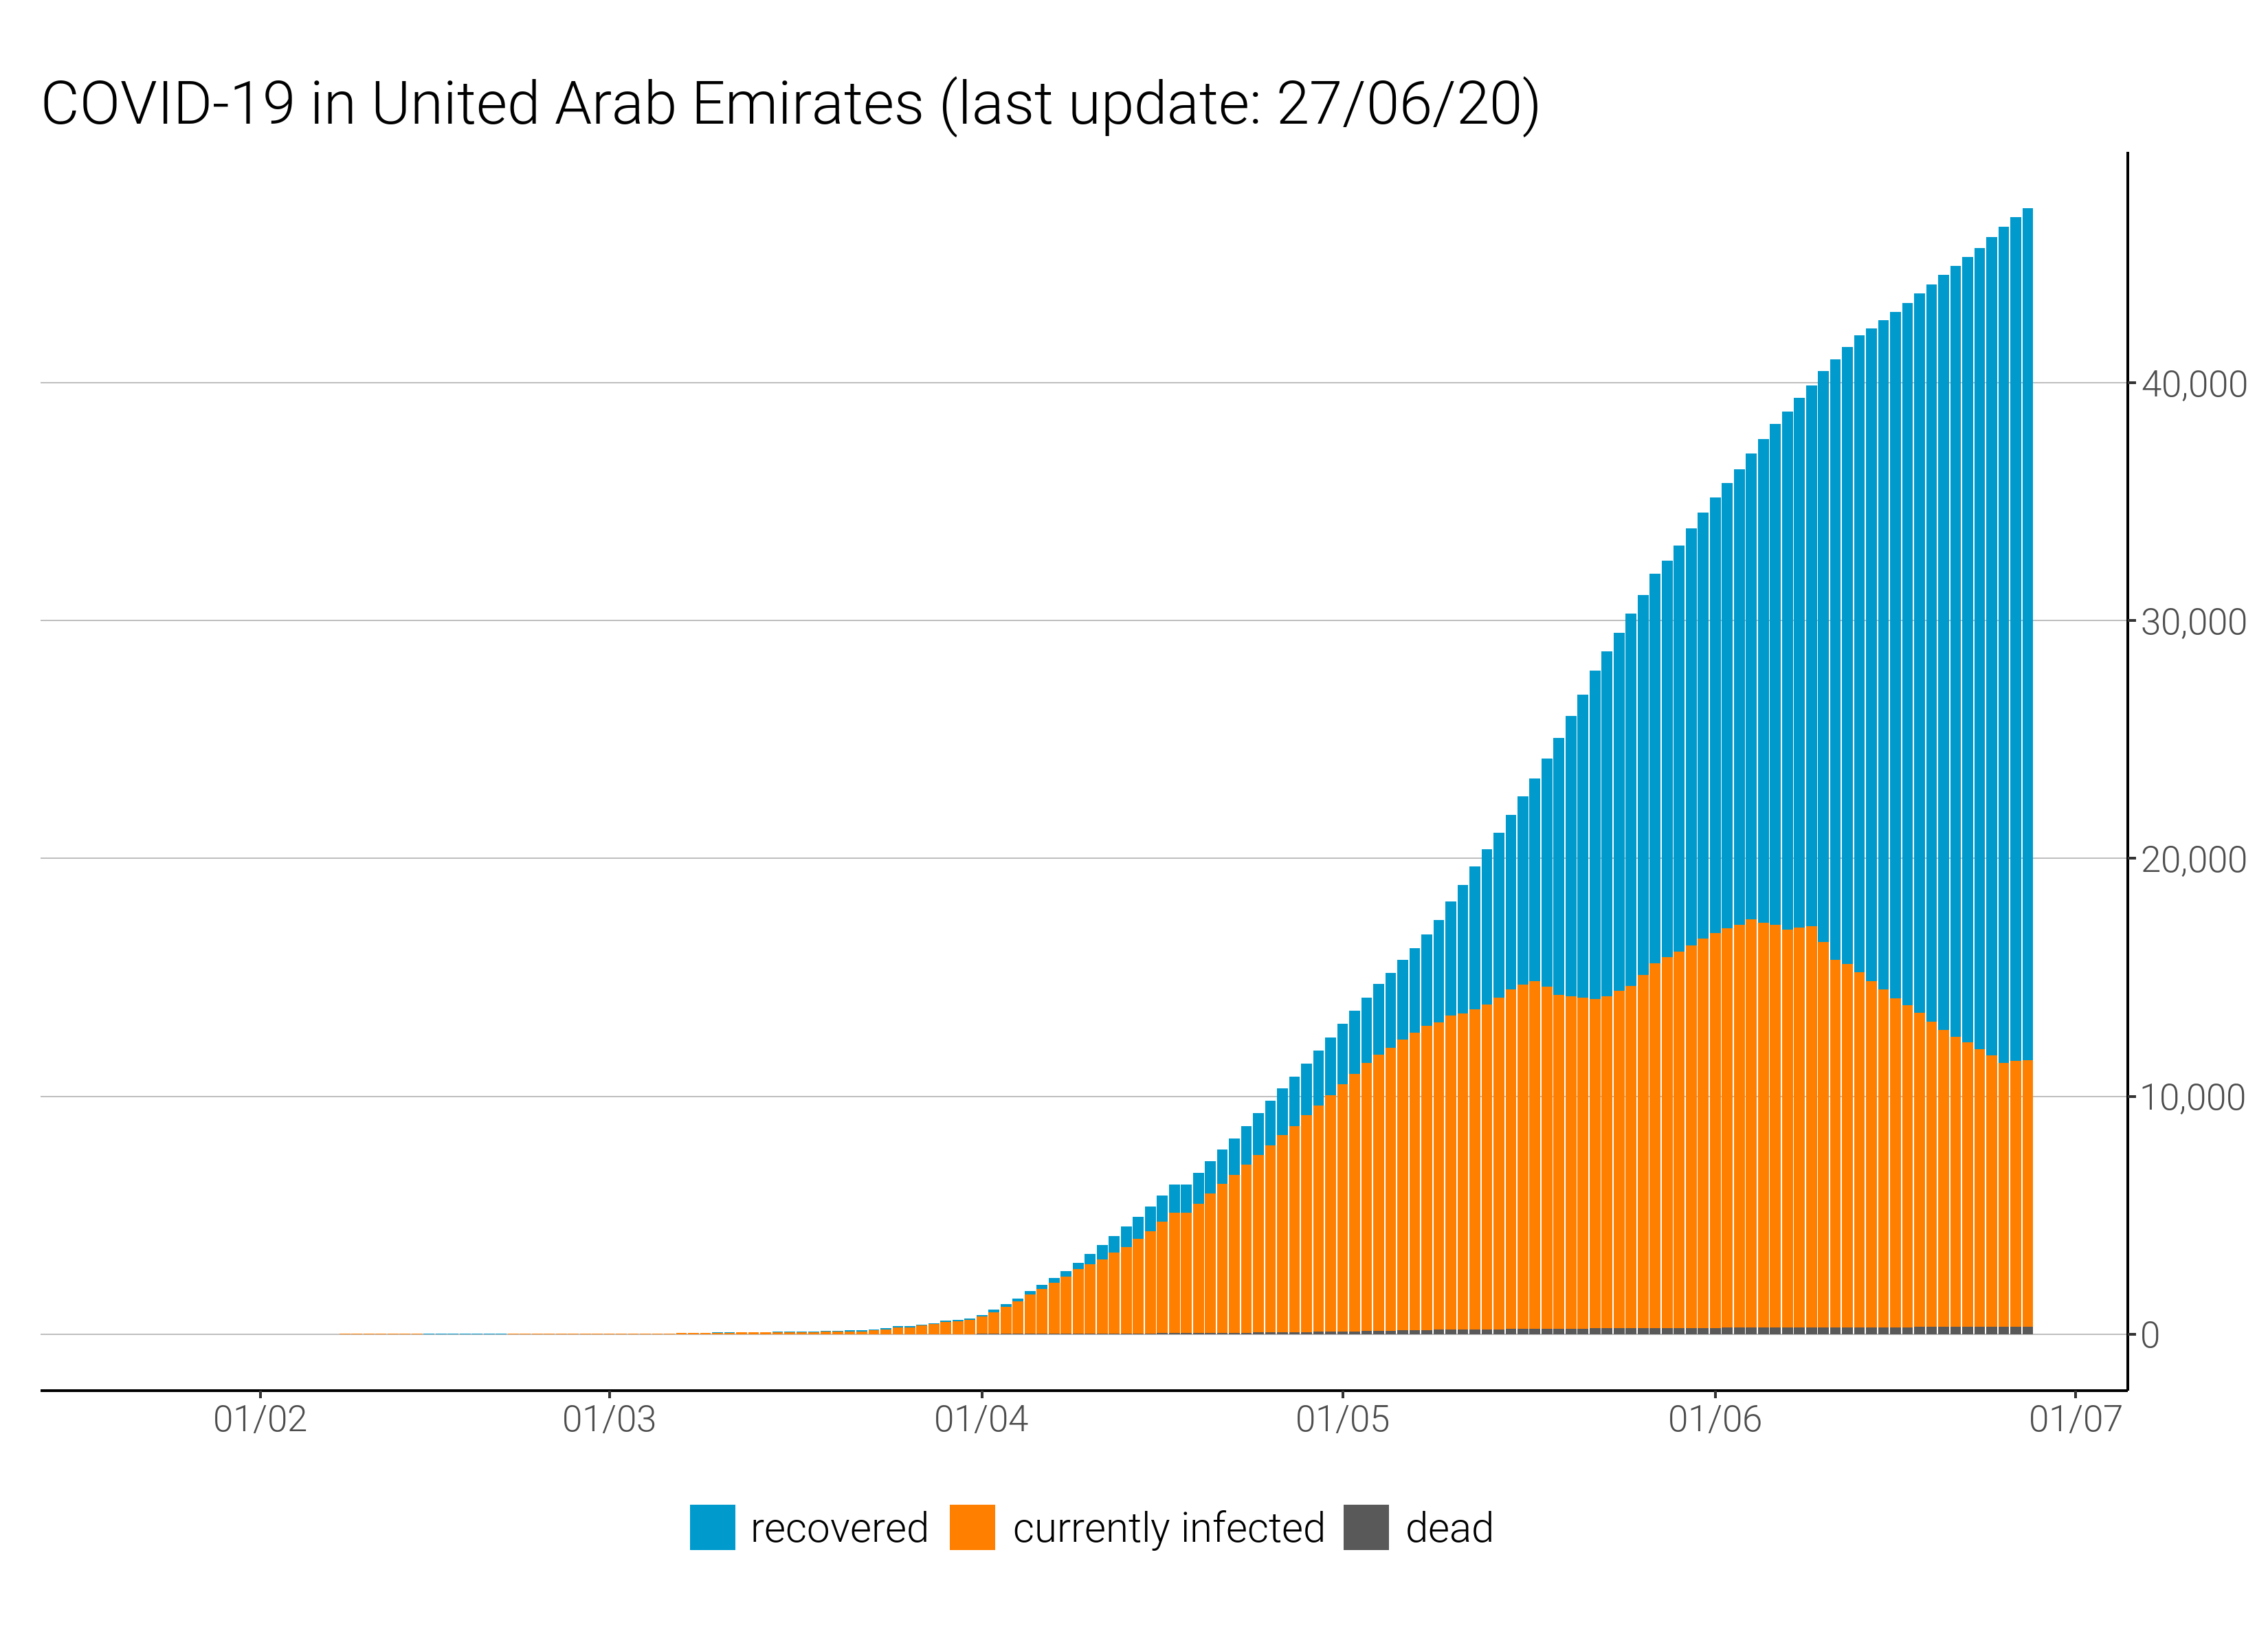 COVID-19 in United Arab Emirates (last update: 27/06/20)
40,000
30,000
20,000
10,000
0
01/02 01/03 01/04 01/05 01/06 01/07
recovered currently infected dead